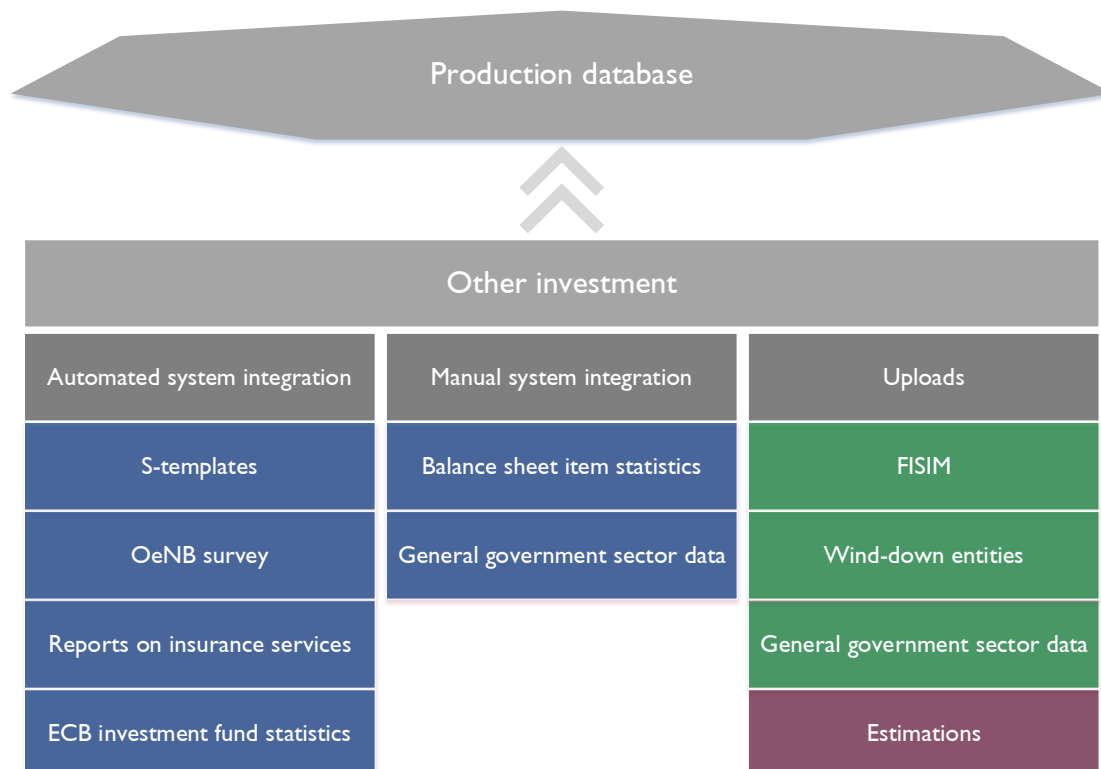 Production database
Other investment
Automated system integration
Manual system integration
Uploads
S-templates
Balance sheet item statistics
FISIM
OeNB survey
General government sector data
Wind-down entities
Reports on insurance services
General government sector data
ECB investment fund statistics
Estimations